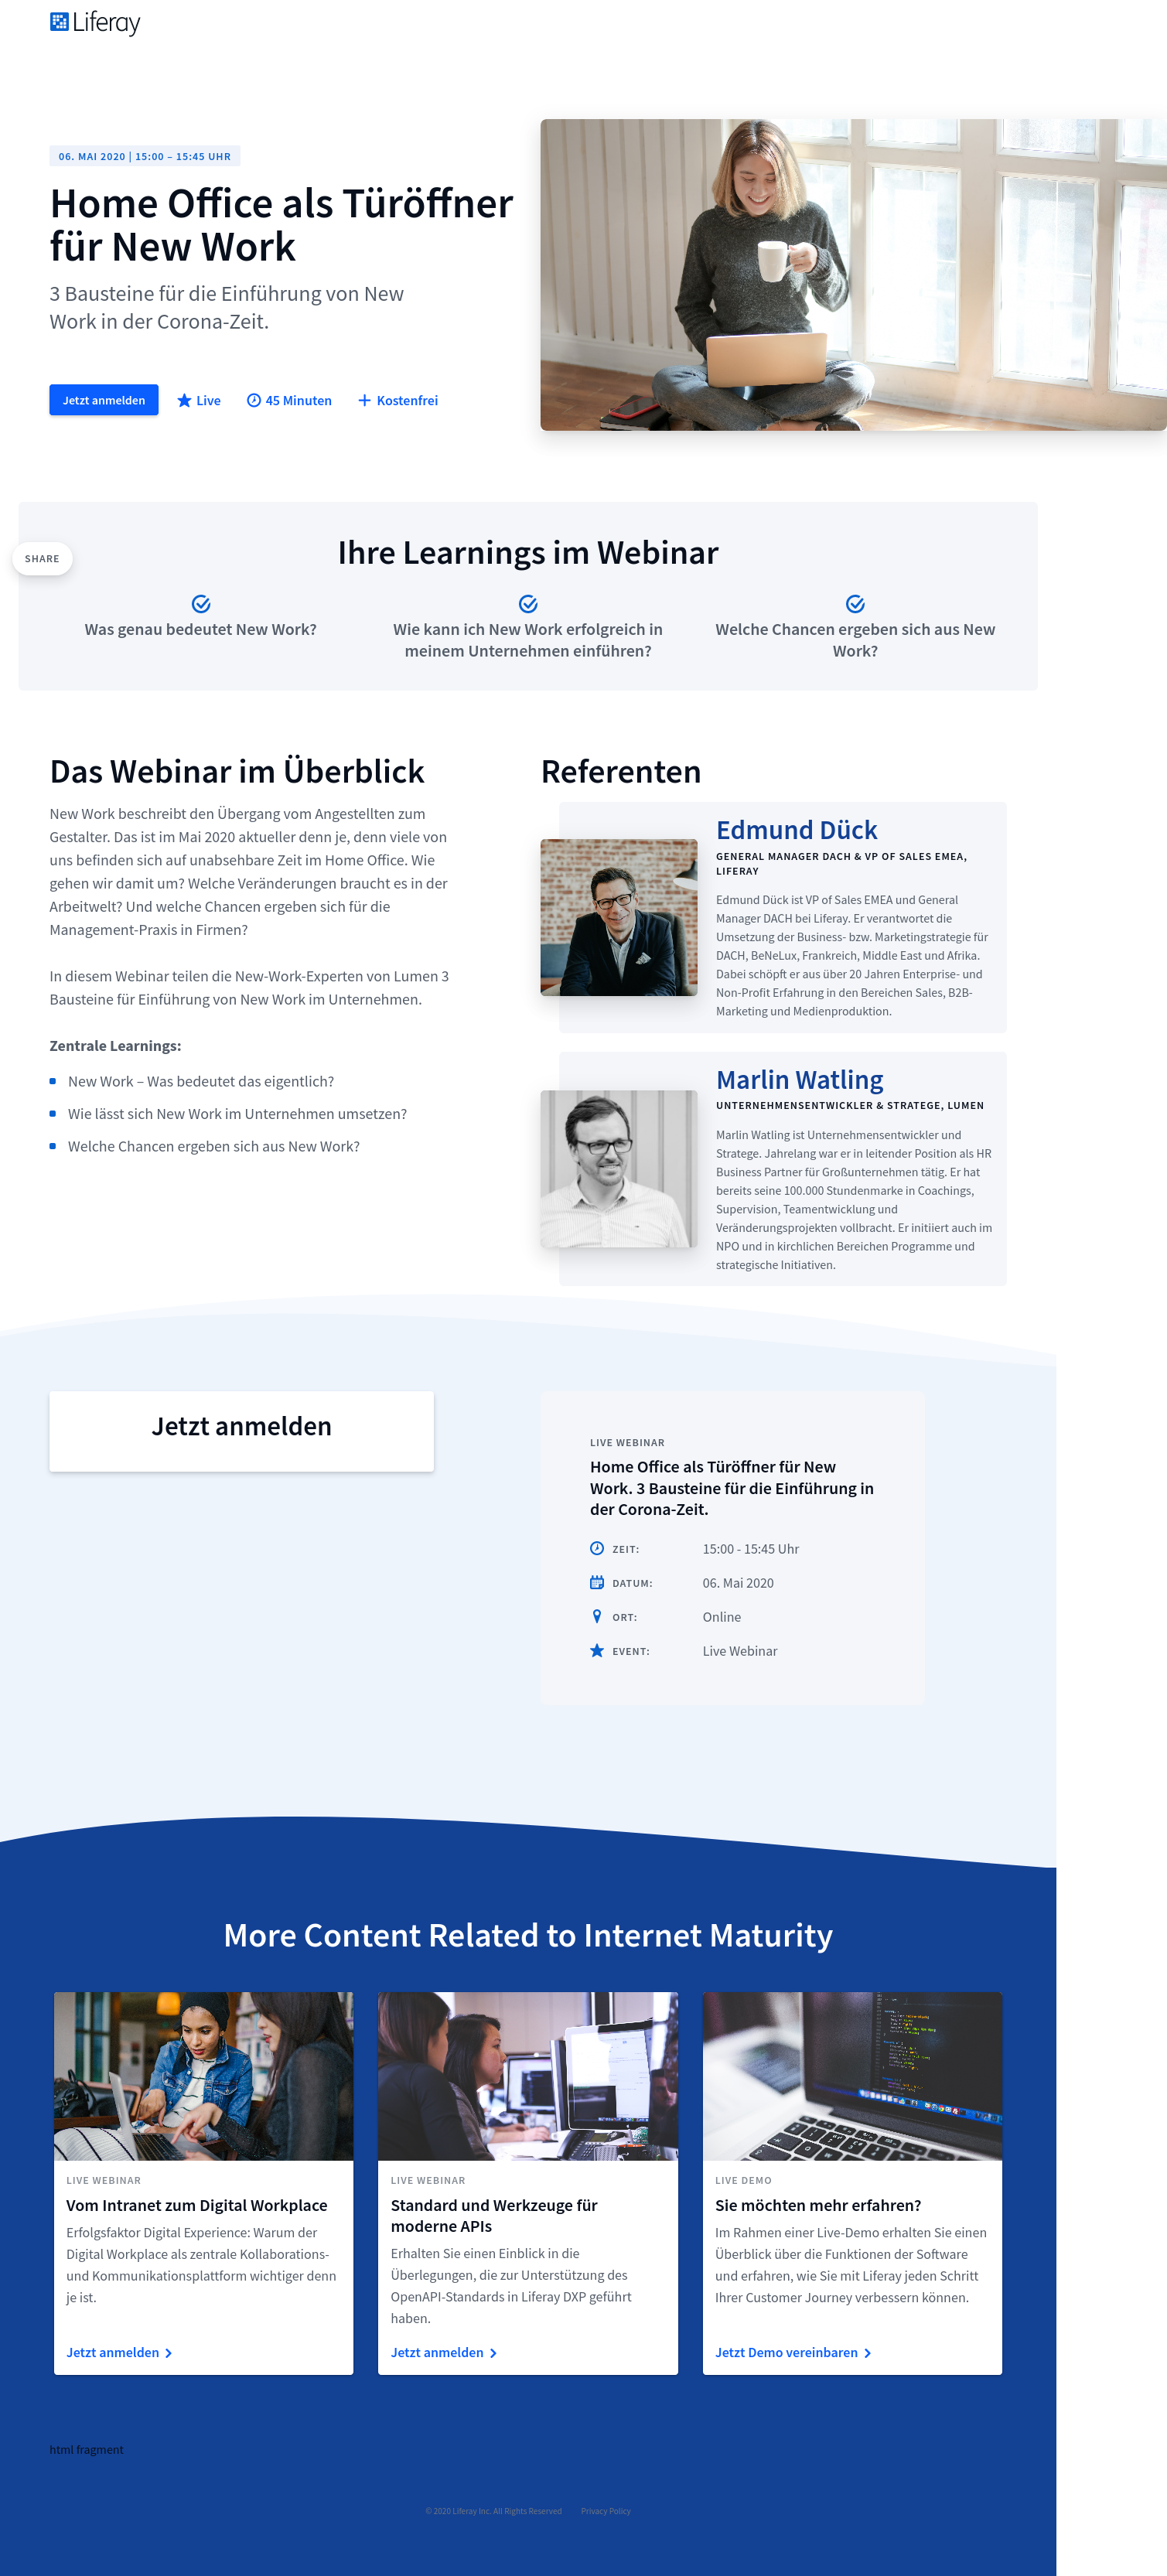 Liferay
06. MAI 2020 | 15:00 – 15:45 UHR
Home Office als Türöffner
für New Work
3 Bausteine für die Einführung von New
Work in der Corona-Zeit.
Jetzt anmelden
Live
45 Minuten
Kostenfrei
SHARE
Ihre Learnings im Webinar
Was genau bedeutet New Work?
Wie kann ich New Work erfolgreich in
meinem Unternehmen einführen?
Welche Chancen ergeben sich aus New
Work?
Das Webinar im Überblick
New Work beschreibt den Übergang vom Angestellten zum
Gestalter. Das ist im Mai 2020 aktueller denn je, denn viele von
uns befinden sich auf unabsehbare Zeit im Home Office. Wie
gehen wir damit um? Welche Veränderungen braucht es in der
Arbeitwelt? Und welche Chancen ergeben sich für die
Management-Praxis in Firmen?
In diesem Webinar teilen die New-Work-Experten von Lumen 3
Bausteine für Einführung von New Work im Unternehmen.
Zentrale Learnings:
New Work – Was bedeutet das eigentlich?
Wie lässt sich New Work im Unternehmen umsetzen?
Welche Chancen ergeben sich aus New Work?
Referenten
Edmund Dück
GENERAL MANAGER DACH & VP OF SALES EMEA,
LIFERAY
Edmund Dück ist VP of Sales EMEA und General
Manager DACH bei Liferay. Er verantwortet die
Umsetzung der Business- bzw. Marketingstrategie für
DACH, BeNeLux, Frankreich, Middle East und Afrika.
Dabei schöpft er aus über 20 Jahren Enterprise- und
Non-Profit Erfahrung in den Bereichen Sales, B2B-
Marketing und Medienproduktion.
Marlin Watling
UNTERNEHMENSENTWICKLER & STRATEGE, LUMEN
Marlin Watling ist Unternehmensentwickler und
Stratege. Jahrelang war er in leitender Position als HR
Business Partner für Großunternehmen tätig. Er hat
bereits seine 100.000 Stundenmarke in Coachings,
Supervision, Teamentwicklung und
Veränderungsprojekten vollbracht. Er initiiert auch im
NPO und in kirchlichen Bereichen Programme und
strategische Initiativen.
Jetzt anmelden
LIVE WEBINAR
Home Office als Türöffner für New
Work. 3 Bausteine für die Einführung in
der Corona-Zeit.
ZEIT: 15:00 - 15:45 Uhr
DATUM: 06. Mai 2020
ORT: Online
EVENT: Live Webinar
More Content Related to Internet Maturity
LIVE WEBINAR
Vom Intranet zum Digital Workplace
Erfolgsfaktor Digital Experience: Warum der
Digital Workplace als zentrale Kollaborations-
und Kommunikationsplattform wichtiger denn
je ist.
Jetzt anmelden
LIVE WEBINAR
Standard und Werkzeuge für
moderne APIs
Erhalten Sie einen Einblick in die
Überlegungen, die zur Unterstützung des
OpenAPI-Standards in Liferay DXP geführt
haben.
Jetzt anmelden
LIVE DEMO
Sie möchten mehr erfahren?
Im Rahmen einer Live-Demo erhalten Sie einen
Überblick über die Funktionen der Software
und erfahren, wie Sie mit Liferay jeden Schritt
Ihrer Customer Journey verbessern können.
Jetzt Demo vereinbaren
html fragment
© 2020 Liferay Inc. All Rights Reserved Privacy Policy